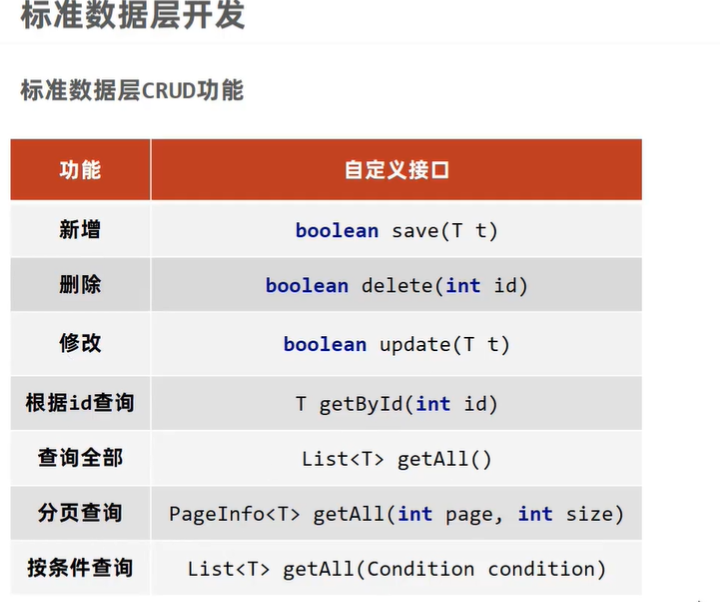 标准数据层开发
标准数据层CRUD功能
功能 自定义接口
新增 boolean save(T t)
删除 boolean delete(int id)
修改 boolean update(T t)
根据id查询 T getById(int id)
查询全部 List<T> getAll()
分页查询 PageInfo<T> getAll(int page, int size)
按条件查询 List<T> getAll(Condition condition)